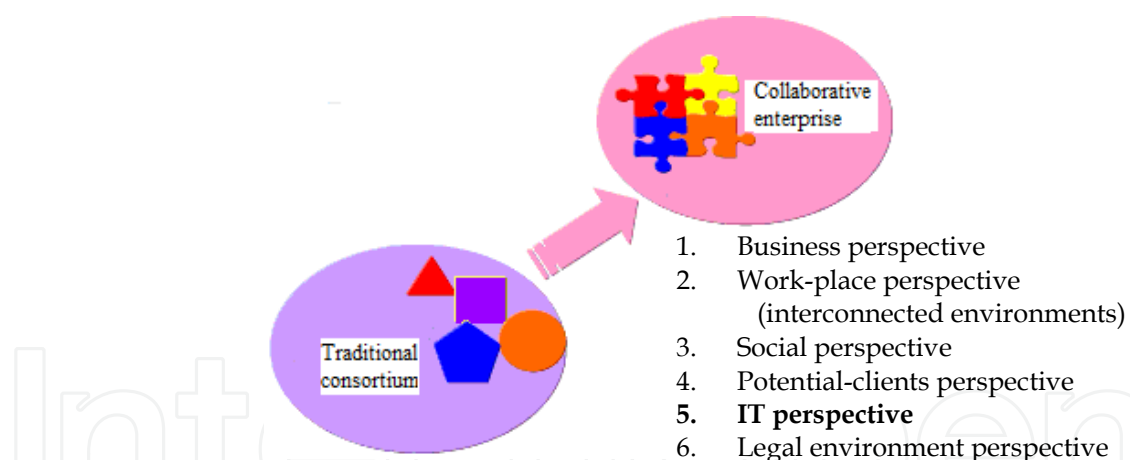 Collaborative
enterprise
1. Business perspective
2. Work-place perspective
(interconnected environments)
3. Social perspective
Traditional
consortium
4. Potential-clients perspective
5. IT perspective
6. Legal environment perspective